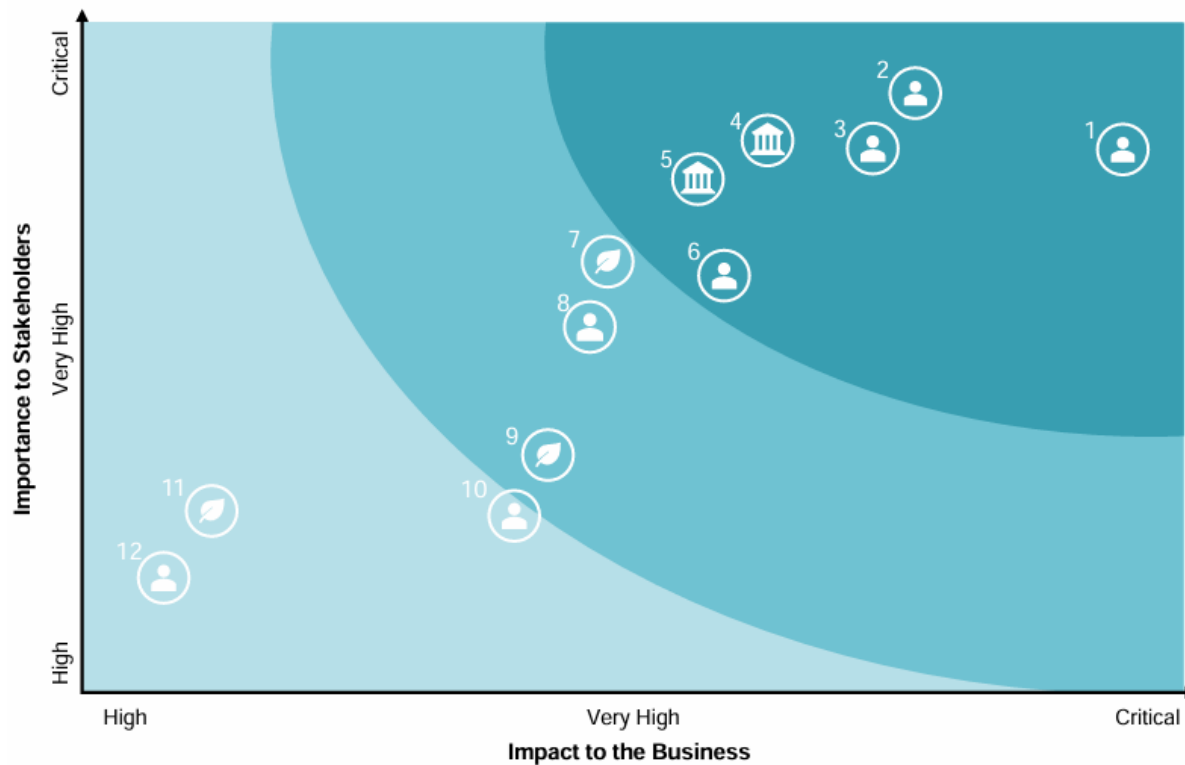 Critical
Very High
High
Importance to Stakeholders
2
4
3
1
5
7
6
8
9
10
11
12
High
Very High
Critical
Impact to the Business